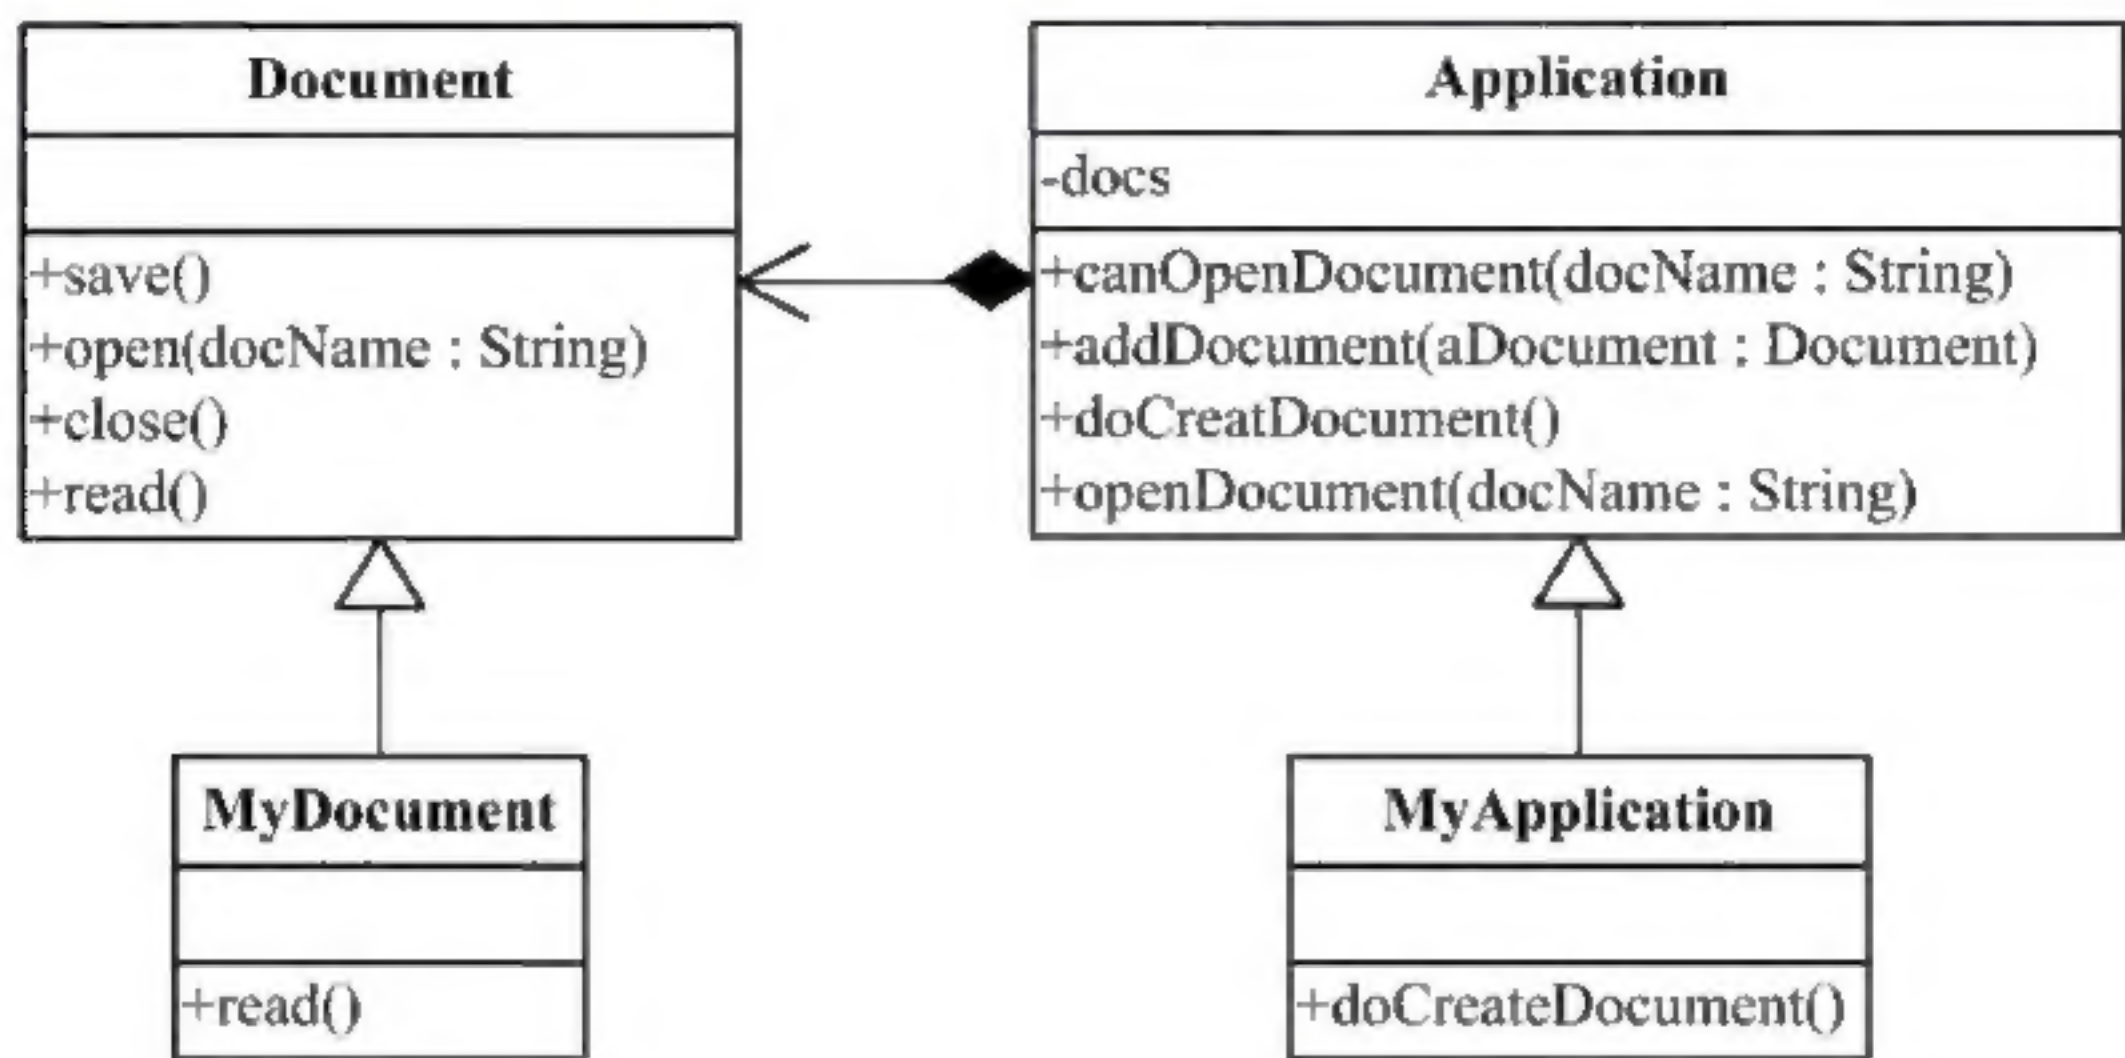 Document
+save()
+open(docName : String)
+close()
+read()
Application
-docs
+canOpenDocument(docName : String)
+addDocument(aDocument : Document)
+doCreatDocument()
+openDocument(docName : String)
MyDocument
+read()
MyApplication
+doCreateDocument()